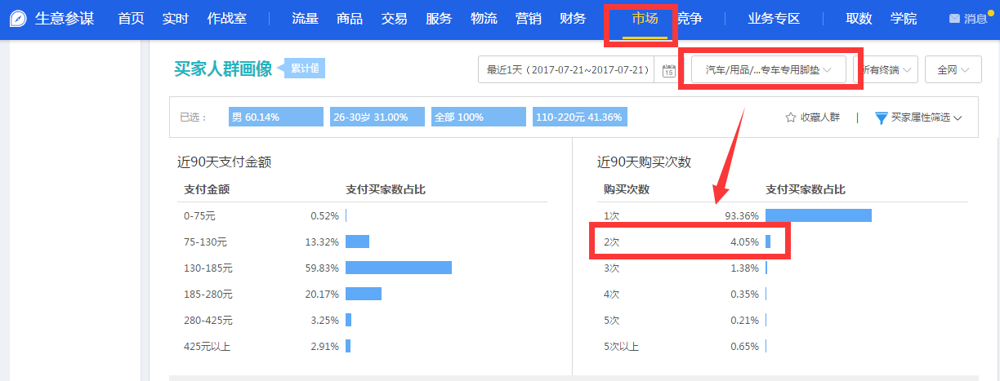 生意参谋 首页 实时 作战室 流量 商品 交易 服务 物流 营销 财务 市场 竞争 业务专区 取数 学院 消息
买家人群画像 累计值 最近1天（2017-07-21~2017-07-21） 15 汽车/用品/...专车专用脚垫 所有终端 全网
已选： 男 60.14% 26-30岁 31.00% 全部 100% 110-220元 41.36% 收藏人群 买家属性筛选
近90天支付金额
支付金额 支付买家数占比
0-75元 0.52%
75-130元 13.32%
130-185元 59.83%
185-280元 20.17%
280-425元 3.25%
425元以上 2.91%
近90天购买次数
购买次数 支付买家数占比
1次 93.36%
2次 4.05%
3次 1.38%
4次 0.35%
5次 0.21%
5次以上 0.65%